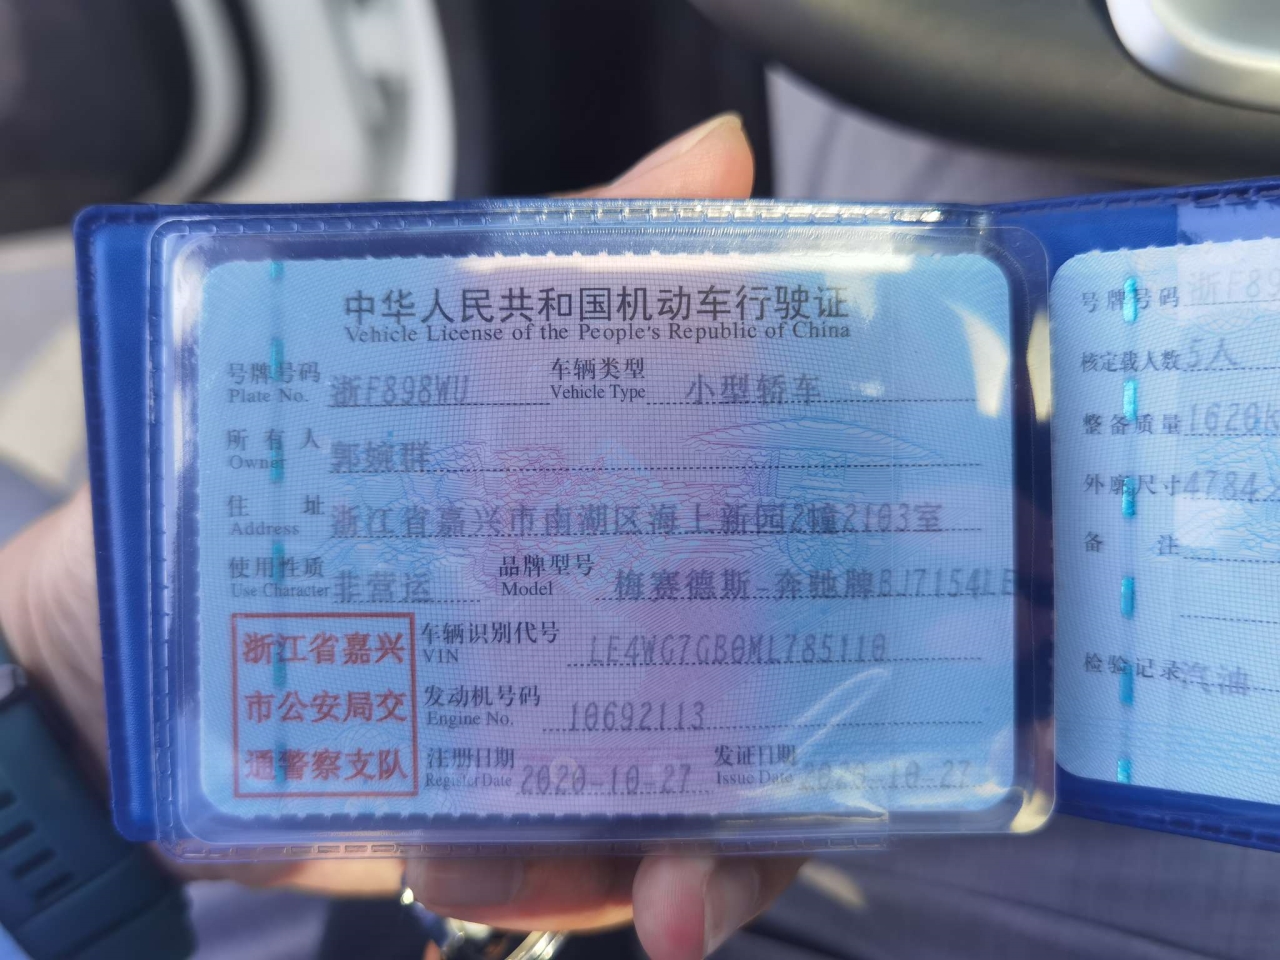 中华人民共和国机动车行驶证
Vehicle License of the People's Republic of China
号牌号码 浙F898WU 车辆类型 小型轿车
Plate No. Vehicle Type
所有人 郭婉群
Owner
住址 浙江省嘉兴市南湖区海上新园2幢2103室
Address
使用性质 非营运 品牌型号 梅赛德斯-奔驰牌BJ7154LE
Use Character Model
浙江省嘉兴
市公安局交
通警察支队
车辆识别代号 LE4WG7GB0ML785110
VIN
发动机号码 10692113
Engine No.
注册日期 2020-10-27 发证日期 2020-10-27
Register Date Issue Date
号牌号码 浙F89
核定载人数 5人
整备质量 1620k
外廓尺寸 4784
备注
检验记录 汽油